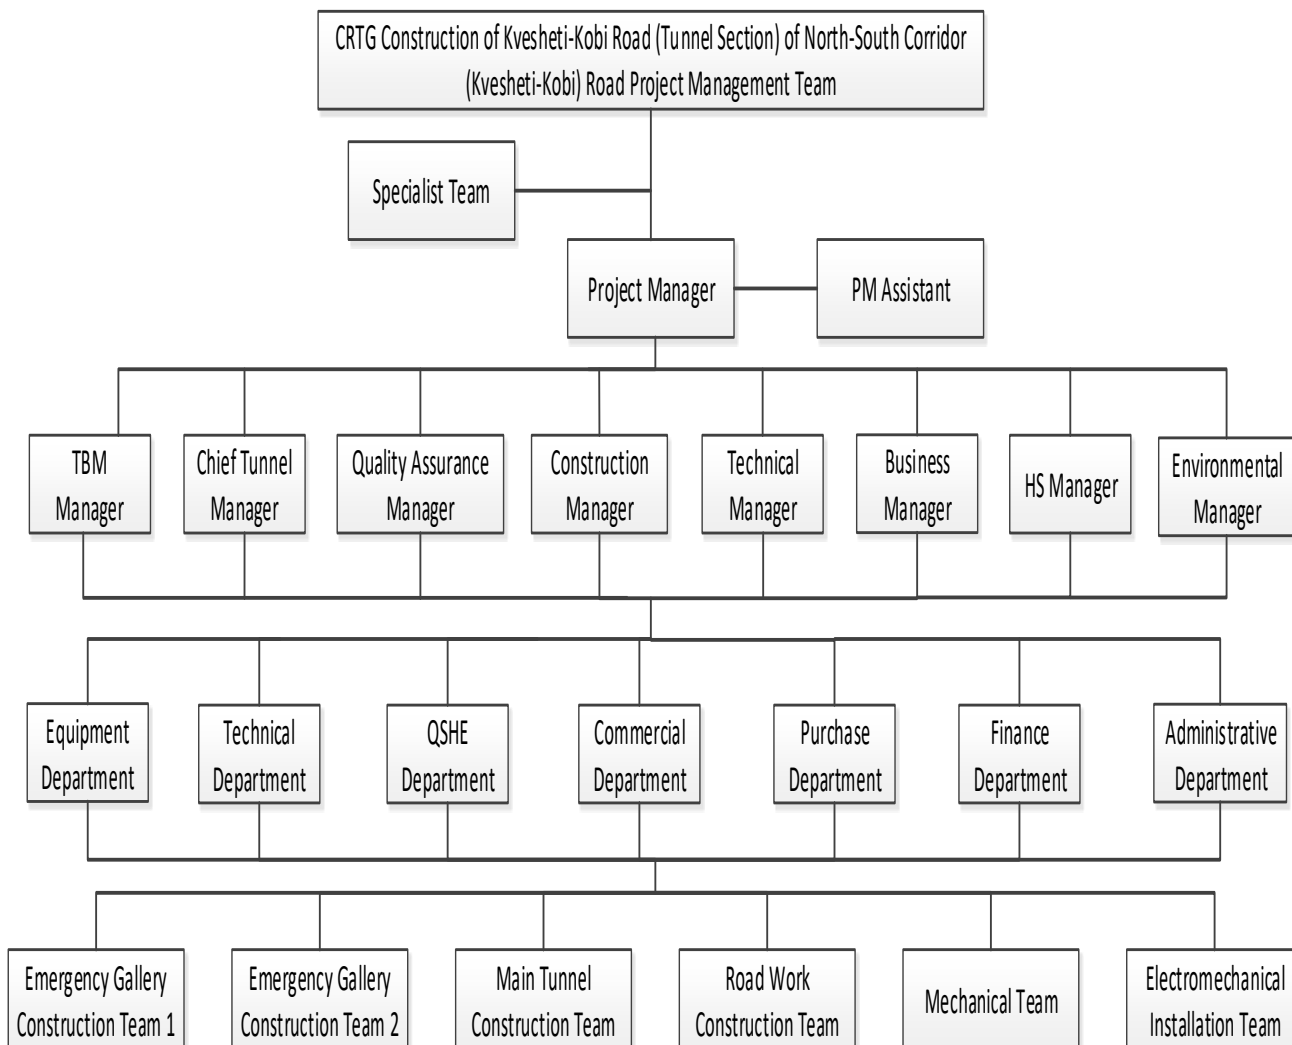 CRTG Construction of Kvesheti-Kobi Road (Tunnel Section) of North-South Corridor
(Kvesheti-Kobi) Road Project Management Team
Specialist Team
Project Manager
PM Assistant
TBM
Manager
Chief Tunnel
Manager
Quality Assurance
Manager
Construction
Manager
Technical
Manager
Business
Manager
HS Manager
Environmental
Manager
Equipment
Department
Technical
Department
QSHE
Department
Commercial
Department
Purchase
Department
Finance
Department
Administrative
Department
Emergency Gallery
Construction Team 1
Emergency Gallery
Construction Team 2
Main Tunnel
Construction Team
Road Work
Construction Team
Mechanical Team
Electromechanical
Installation Team